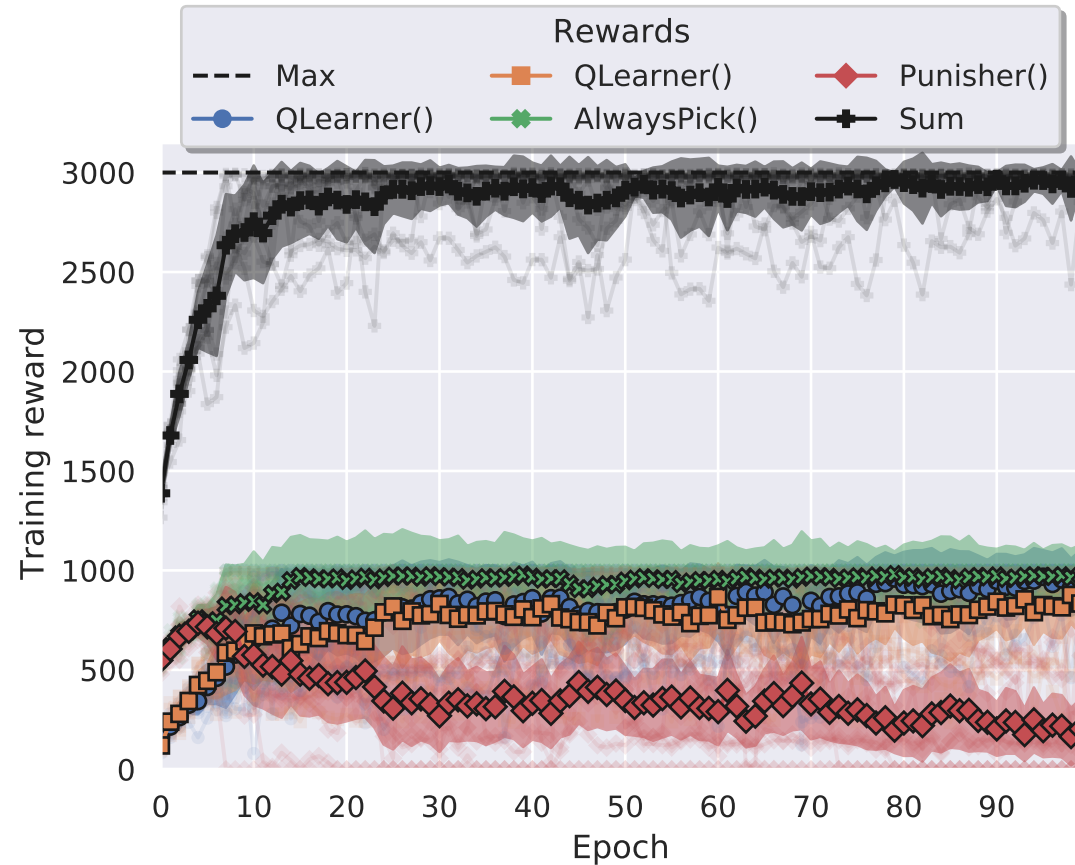 Rewards
Max QLearner() Punisher()
QLearner() AlwaysPick() Sum
3000
2500
2000
1500
1000
500
0
Training reward
0 10 20 30 40 50 60 70 80 90
Epoch